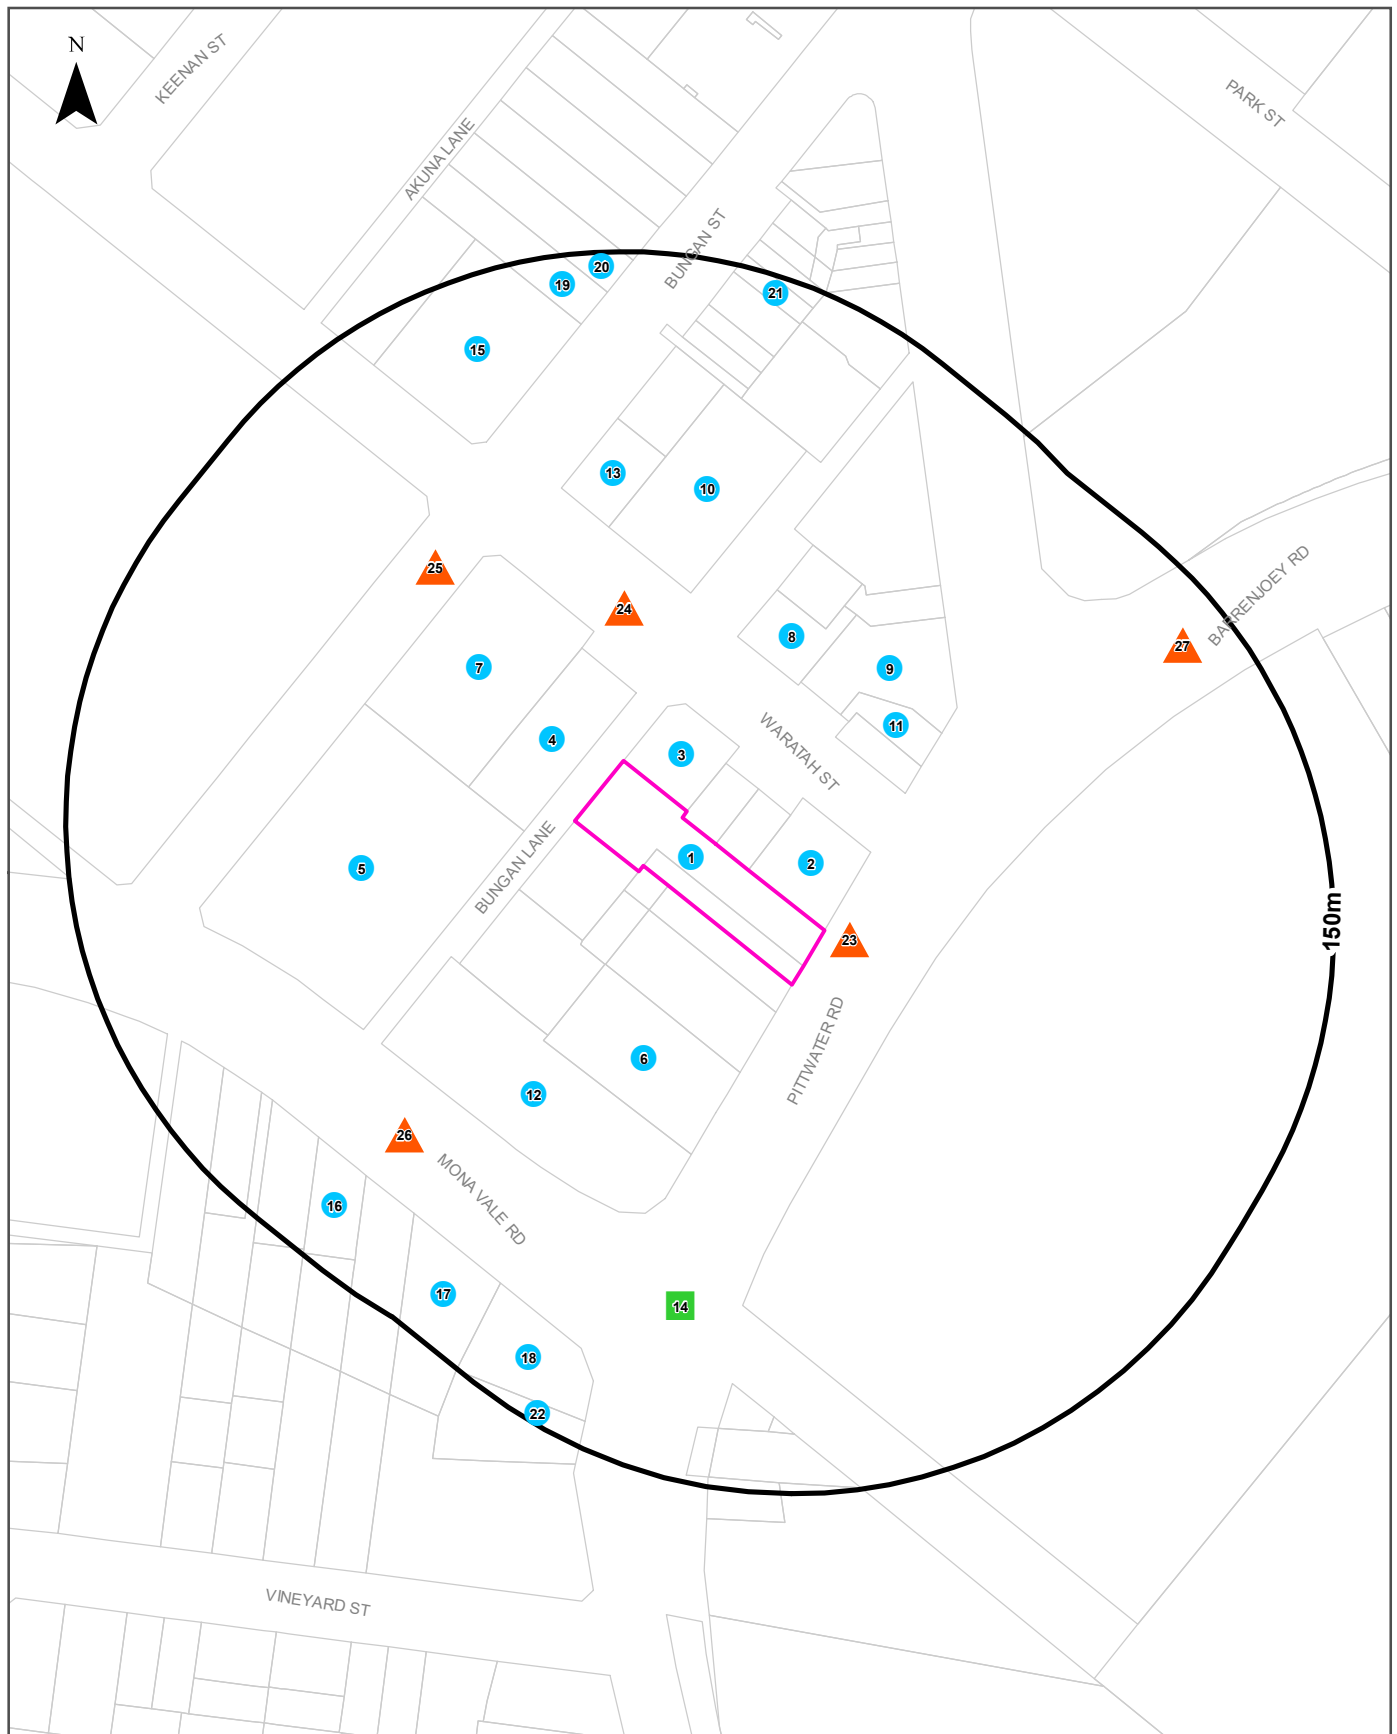 N
KEENAN ST
PARK ST
AKUNA LANE
BUNGAN ST
20
19
21
15
13
10
BARRENJOEY RD
25
24
8
27
7
9
WARATAH ST
11
4
3
BUNGAN LANE
1
2
5
150m
23
PITTWATER RD
6
12
26
MONA VALE RD
16
17
14
18
22
VINEYARD ST